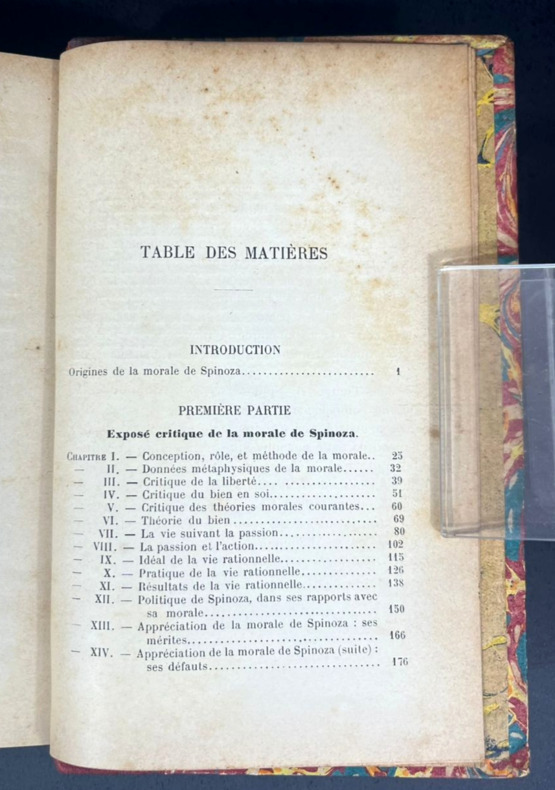 TABLE DES MATIÈRES
INTRODUCTION
Origines de la morale de Spinoza........................ 1
PREMIÈRE PARTIE
Exposé critique de la morale de Spinoza.
CHAPITRE I. — Conception, rôle, et méthode de la morale.. 23
— II. — Données métaphysiques de la morale...... 32
— III. — Critique de la liberté.... ............... 39
— IV. — Critique du bien en soi.................. 51
— V. — Critique des théories morales courantes... 60
— VI. — Théorie du bien ........................ 69
— VII. — La vie suivant la passion................. 80
— VIII. — La passion et l'action.................... 102
— IX. — Idéal de la vie rationnelle................ 115
— X. — Pratique de la vie rationnelle............. 126
— XI. — Résultats de la vie rationnelle............ 138
— XII. — Politique de Spinoza, dans ses rapports avec
sa morale............................. 150
— XIII. — Appréciation de la morale de Spinoza : ses
mérites................................ 166
— XIV. — Appréciation de la morale de Spinoza (suite) :
ses défauts............................. 176